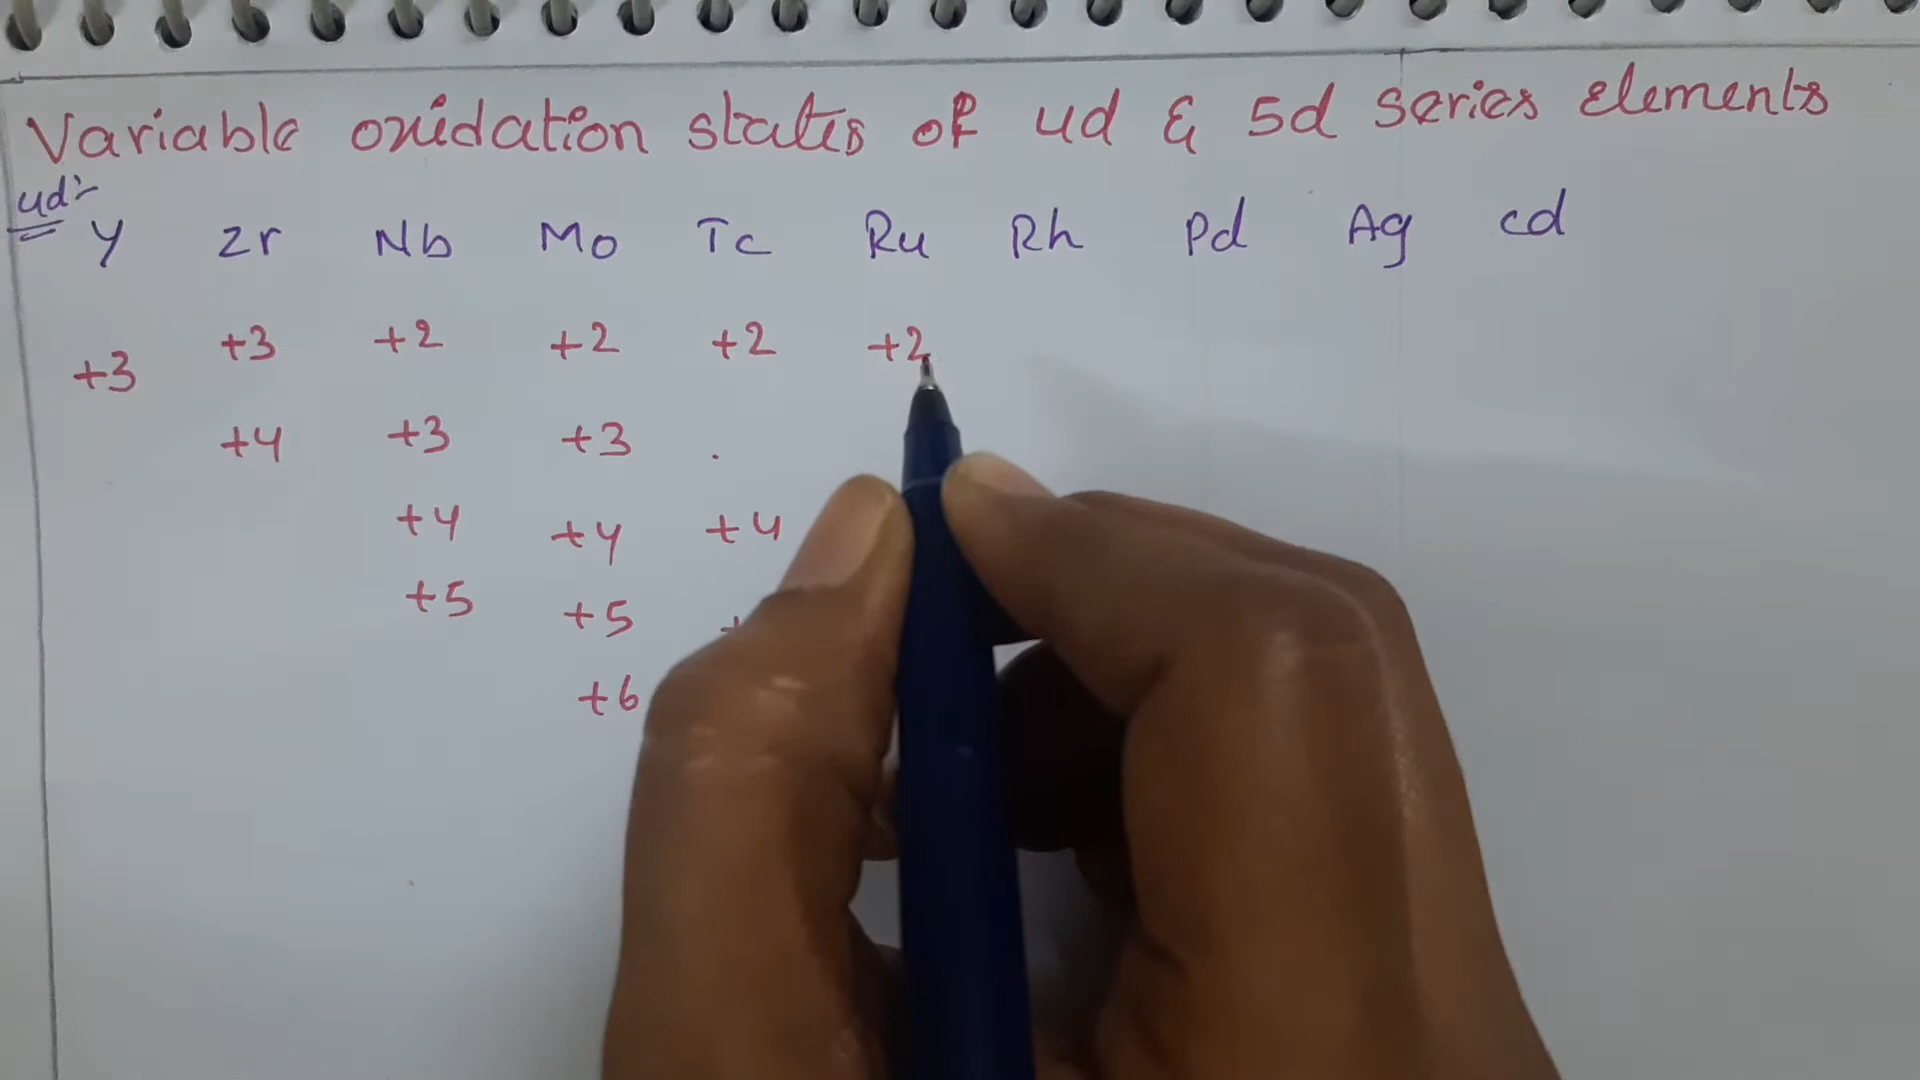 Variable oxidation states of 4d & 5d series elements
4d:-
Y Zr Nb Mo Tc Ru Rh Pd Ag Cd
+3 +3 +2 +2 +2 +2
+4 +3 +3 .
+4 +4 +4
+5 +5 +
+6